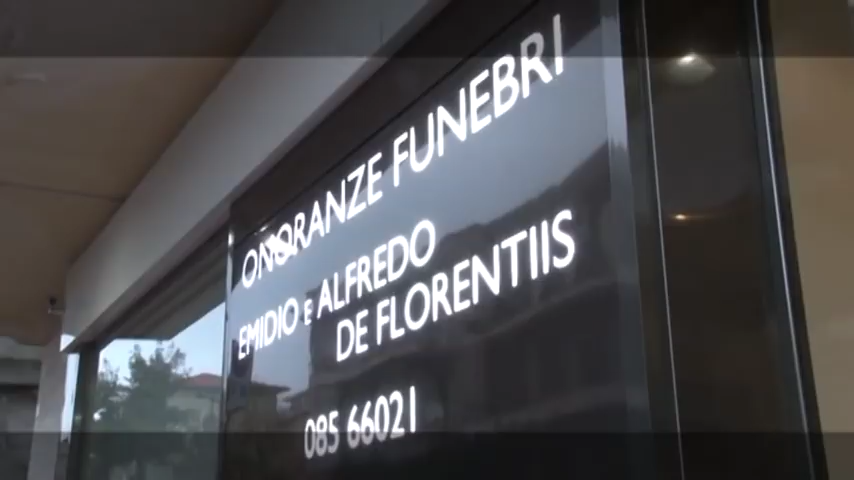 ONORANZE FUNEBRI
EMIDIO E ALFREDO
DE FLORENTIIS
085 66021